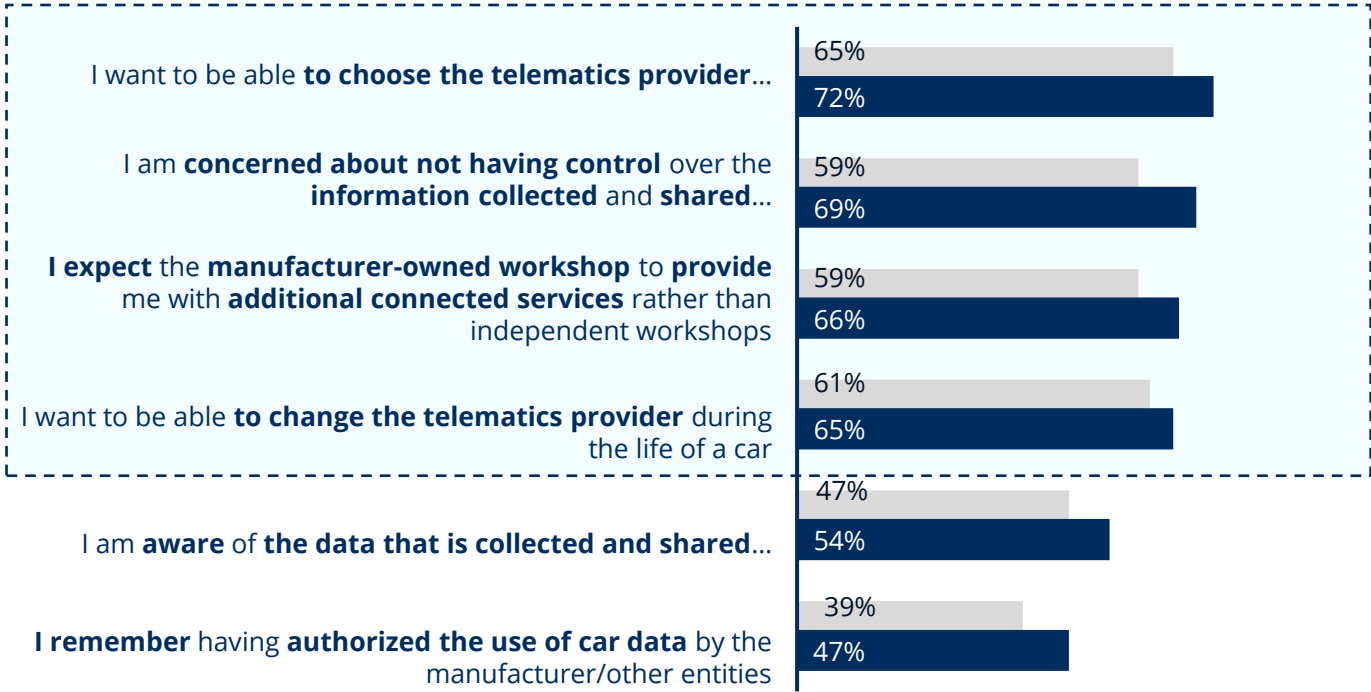 I want to be able to choose the telematics provider…
65%
72%
I am concerned about not having control over the
information collected and shared…
59%
69%
I expect the manufacturer-owned workshop to provide
me with additional connected services rather than
independent workshops
59%
66%
I want to be able to change the telematics provider during
the life of a car
61%
65%
I am aware of the data that is collected and shared…
47%
54%
I remember having authorized the use of car data by the
manufacturer/other entities
39%
47%